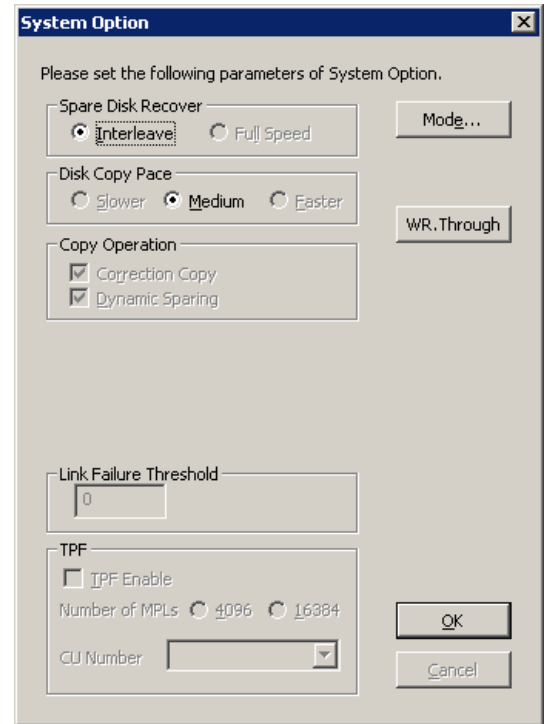 System Option
Please set the following parameters of System Option.
Spare Disk Recover
Interleave Full Speed
Mode...
Disk Copy Pace
Slower Medium Faster
WR.Through
Copy Operation
Correction Copy
Dynamic Sparing
Link Failure Threshold
0
TPF
TPF Enable
Number of MPLs 4096 16384
CU Number
OK
Cancel